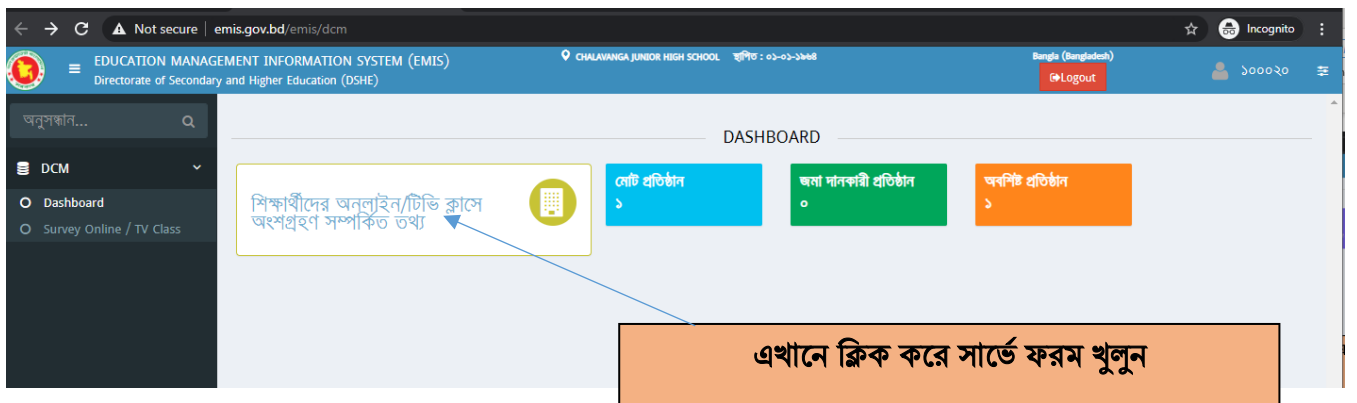 Not secure | emis.gov.bd/emis/dcm
Incognito
EDUCATION MANAGEMENT INFORMATION SYSTEM (EMIS)
Directorate of Secondary and Higher Education (DSHE)
CHALAVANGA JUNIOR HIGH SCHOOL স্থাপিত : ০১-০১-১৯৮৪
Bangla (Bangladesh)
Logout
১০০০২০
অনুসন্ধান...
DASHBOARD
DCM
Dashboard
Survey Online / TV Class
শিক্ষার্থীদের অনলাইন/টিভি ক্লাসে
অংশগ্রহণ সম্পর্কিত তথ্য
মোট প্রতিষ্ঠান
১
জমা দানকারী প্রতিষ্ঠান
০
অবশিষ্ট প্রতিষ্ঠান
১
এখানে ক্লিক করে সার্ভে ফরম খুলুন